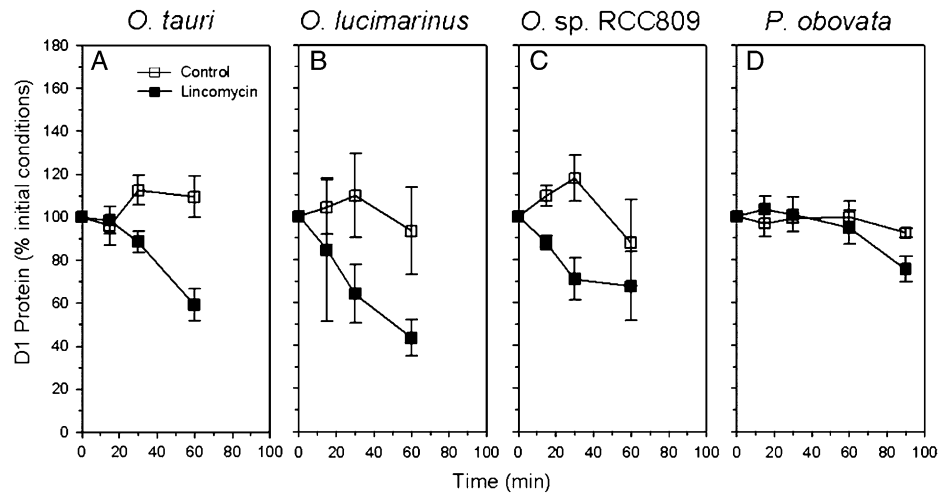 O. tauri O. lucimarinus O. sp. RCC809 P. obovata
A B C D
Control
Lincomycin
D1 Protein (% initial conditions)
180
160
140
120
100
80
60
40
20
0
0 20 40 60 80 100 0 20 40 60 80 100 0 20 40 60 80 100 0 20 40 60 80 100
Time (min)